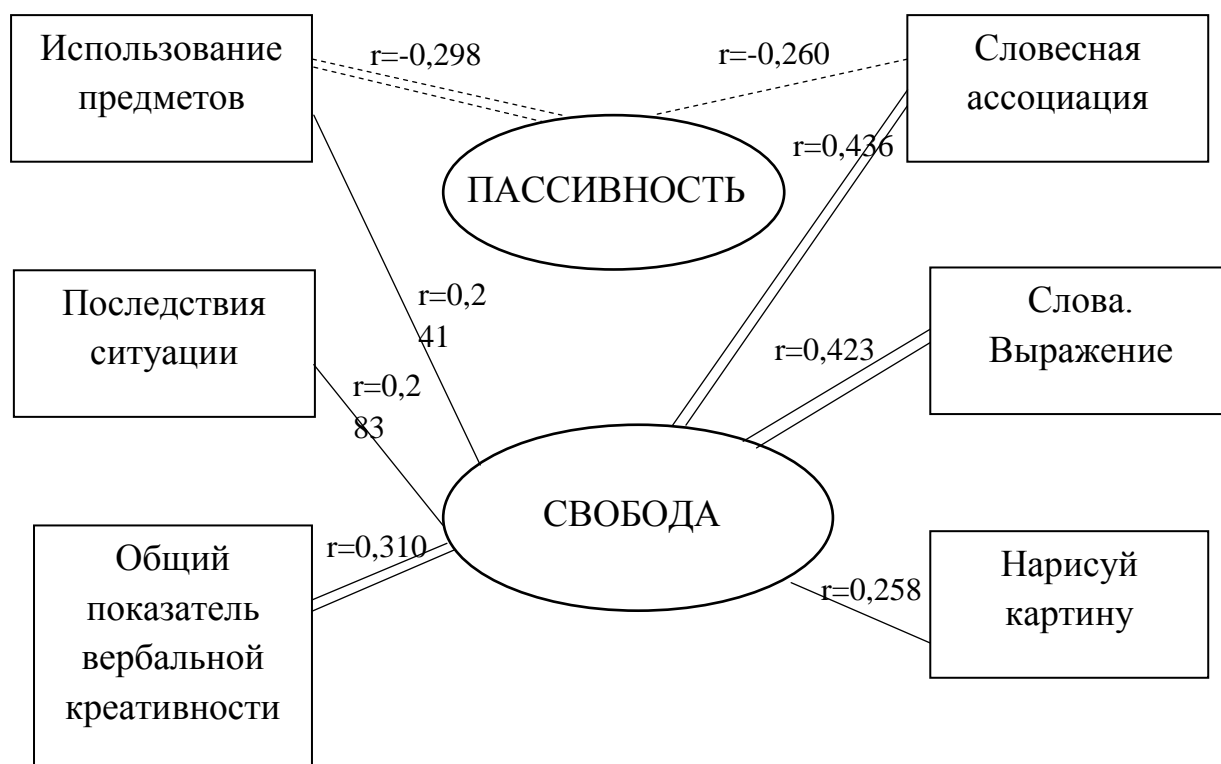 Использование
предметов
r=-0,298
r=-0,260
Словесная
ассоциация
r=0,436
ПАССИВНОСТЬ
Последствия
ситуации
r=0,2
41
r=0,2
83
r=0,423
Слова.
Выражение
СВОБОДА
Общий
показатель
вербальной
креативности
r=0,310
r=0,258
Нарисуй
картину